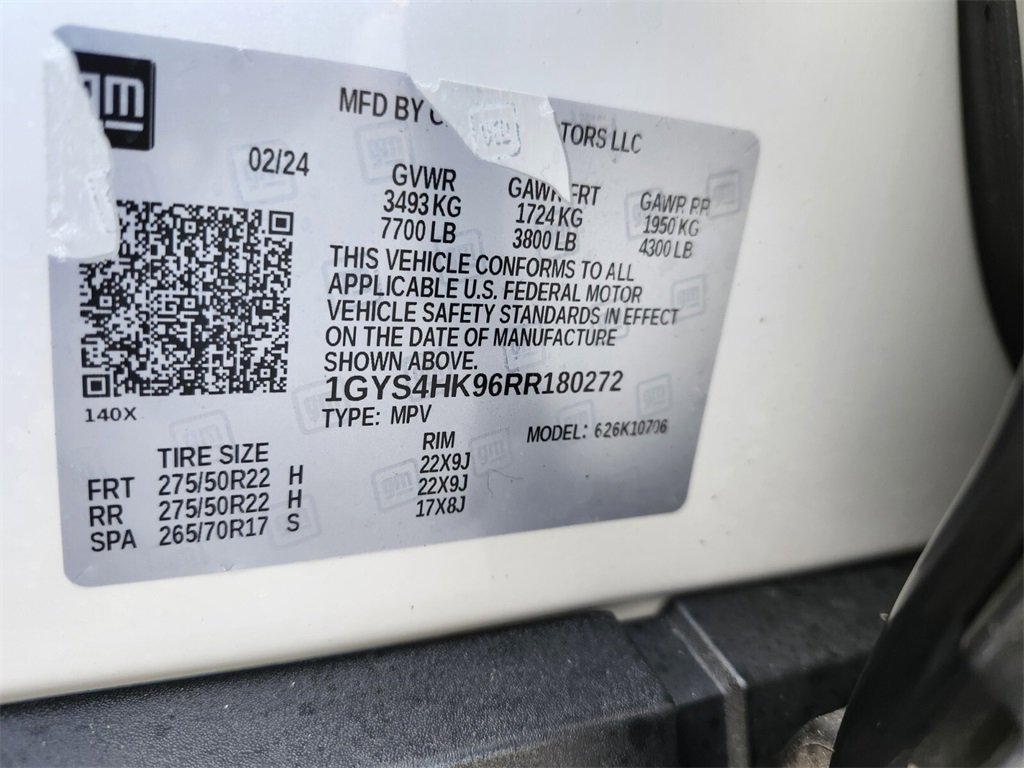 gm
MFD BY TORS LLC
02/24
GVWR GAWR FRT GAWR RR
3493 KG 1724 KG 1950 KG
7700 LB 3800 LB 4300 LB
THIS VEHICLE CONFORMS TO ALL
APPLICABLE U.S. FEDERAL MOTOR
VEHICLE SAFETY STANDARDS IN EFFECT
ON THE DATE OF MANUFACTURE
SHOWN ABOVE.
1GYS4HK96RR180272
140X
TYPE: MPV
MODEL: 626K10706
TIRE SIZE RIM
FRT 275/50R22 H 22X9J
RR 275/50R22 H 22X9J
SPA 265/70R17 S 17X8J